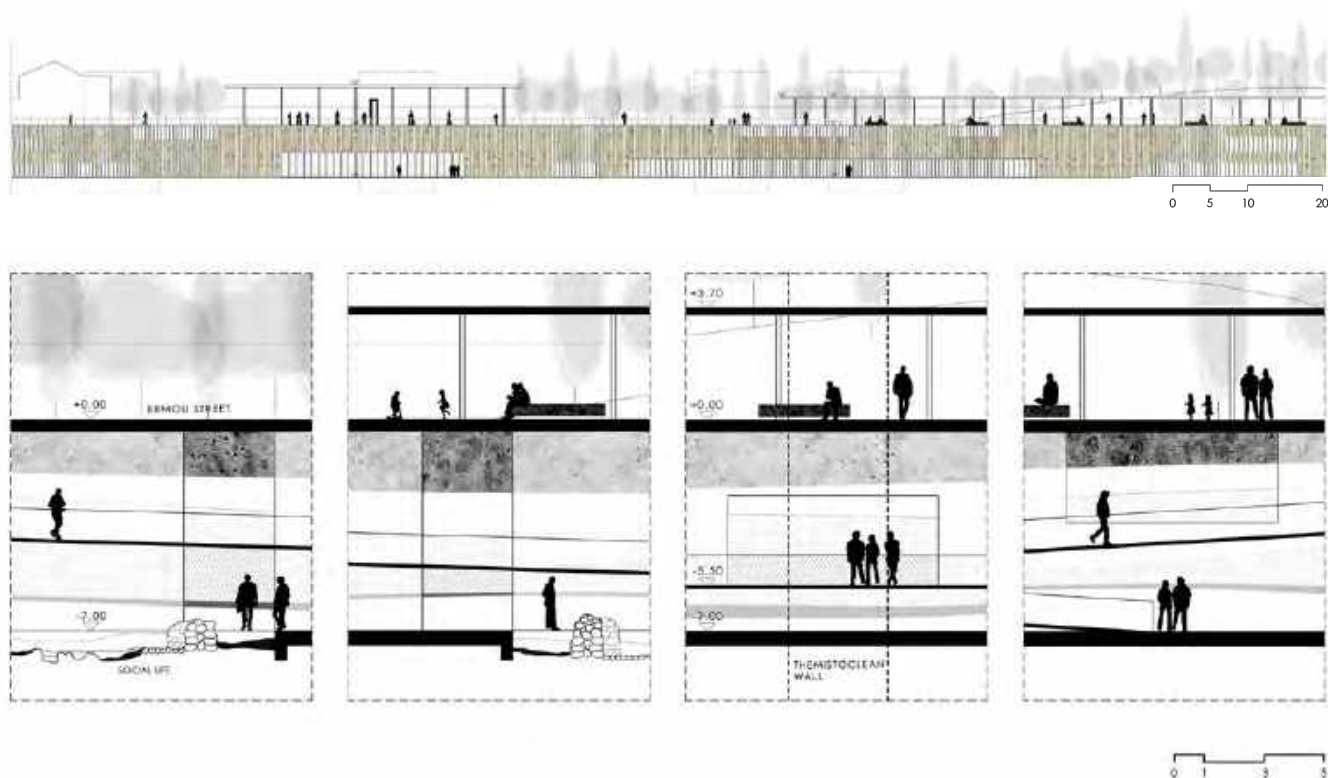 0 5 10 20
+0.00
ERMOU STREET
-7.00
SOCIAL LIFE
+3.70
+0.00
-5.50
-7.00
THEMISTOCLEAN
WALL
0 1 3 5